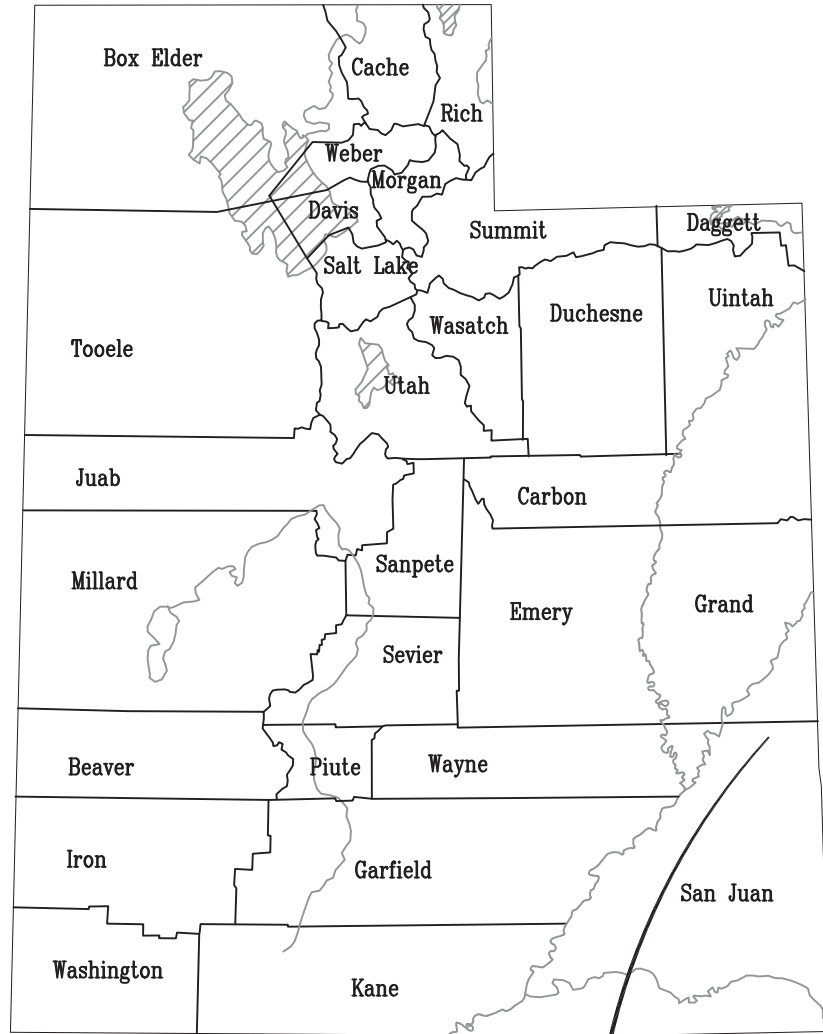 Box Elder
Cache
Rich
Weber
Morgan
Davis
Summit
Daggett
Salt Lake
Uintah
Wasatch
Duchesne
Tooele
Utah
Juab
Carbon
Sanpete
Millard
Emery
Grand
Sevier
Beaver
Piute
Wayne
Iron
Garfield
San Juan
Washington
Kane